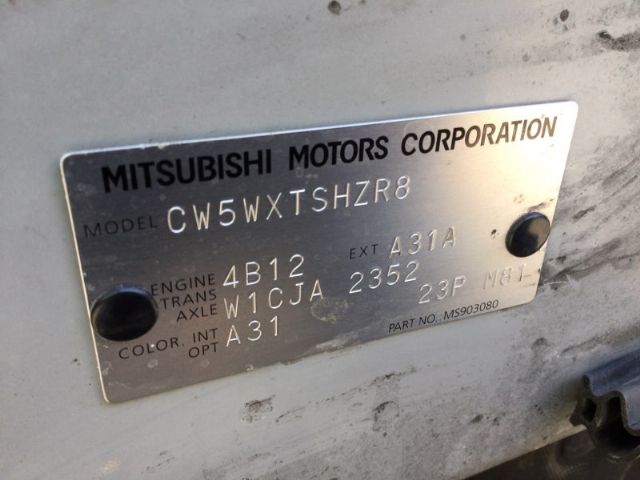 MITSUBISHI MOTORS CORPORATION
MODEL CW5WXTSHZR8
ENGINE 4B12 EXT A31A
TRANS AXLE W1CJA 2352
COLOR. INT OPT A31 23P M81
PART NO. MS903080